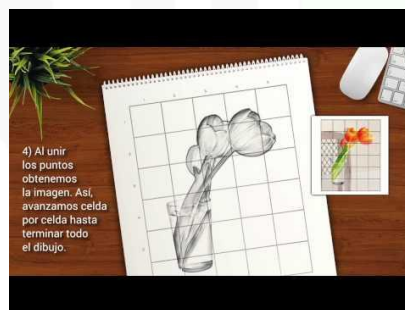 4) Al unir
los puntos
obtenemos
la imagen. Así,
avanzamos celda
por celda hasta
terminar todo
el dibujo.